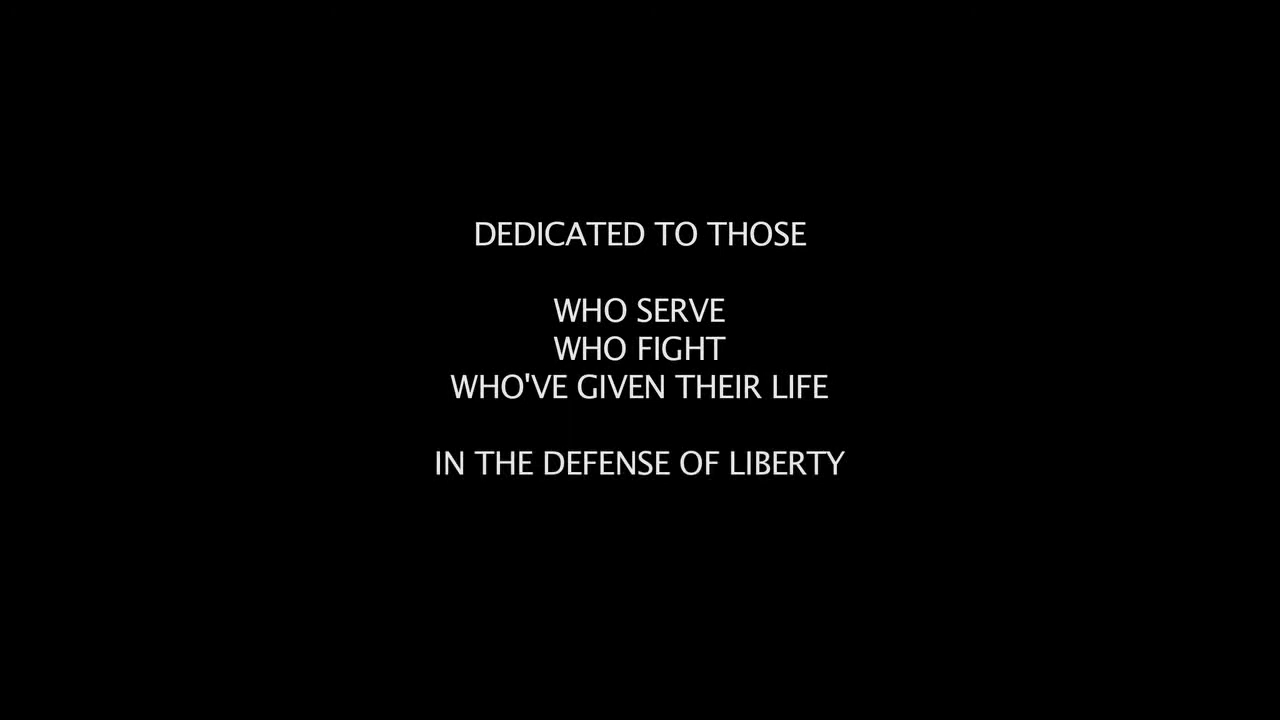 DEDICATED TO THOSE
WHO SERVE
WHO FIGHT
WHO'VE GIVEN THEIR LIFE
IN THE DEFENSE OF LIBERTY